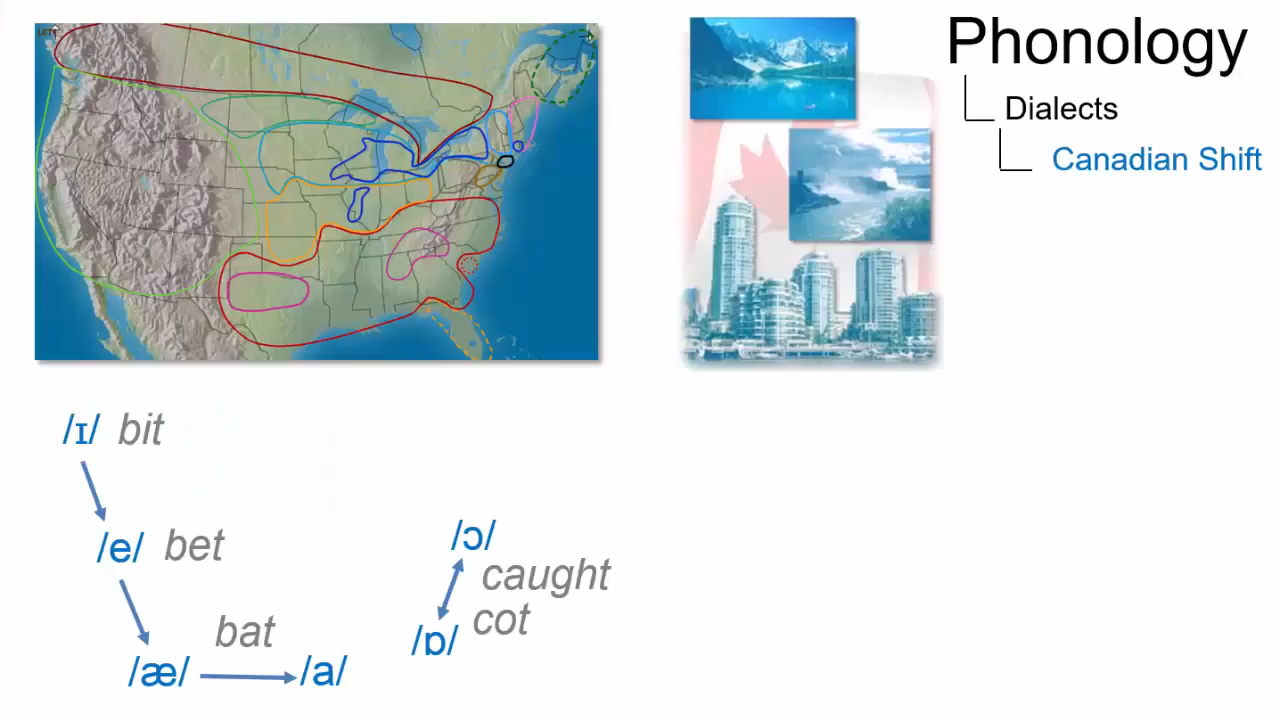 Phonology
Dialects
Canadian Shift
/ɪ/ bit
/e/ bet
/ɔ/
caught
cot
/ɒ/
bat
/æ/ /a/